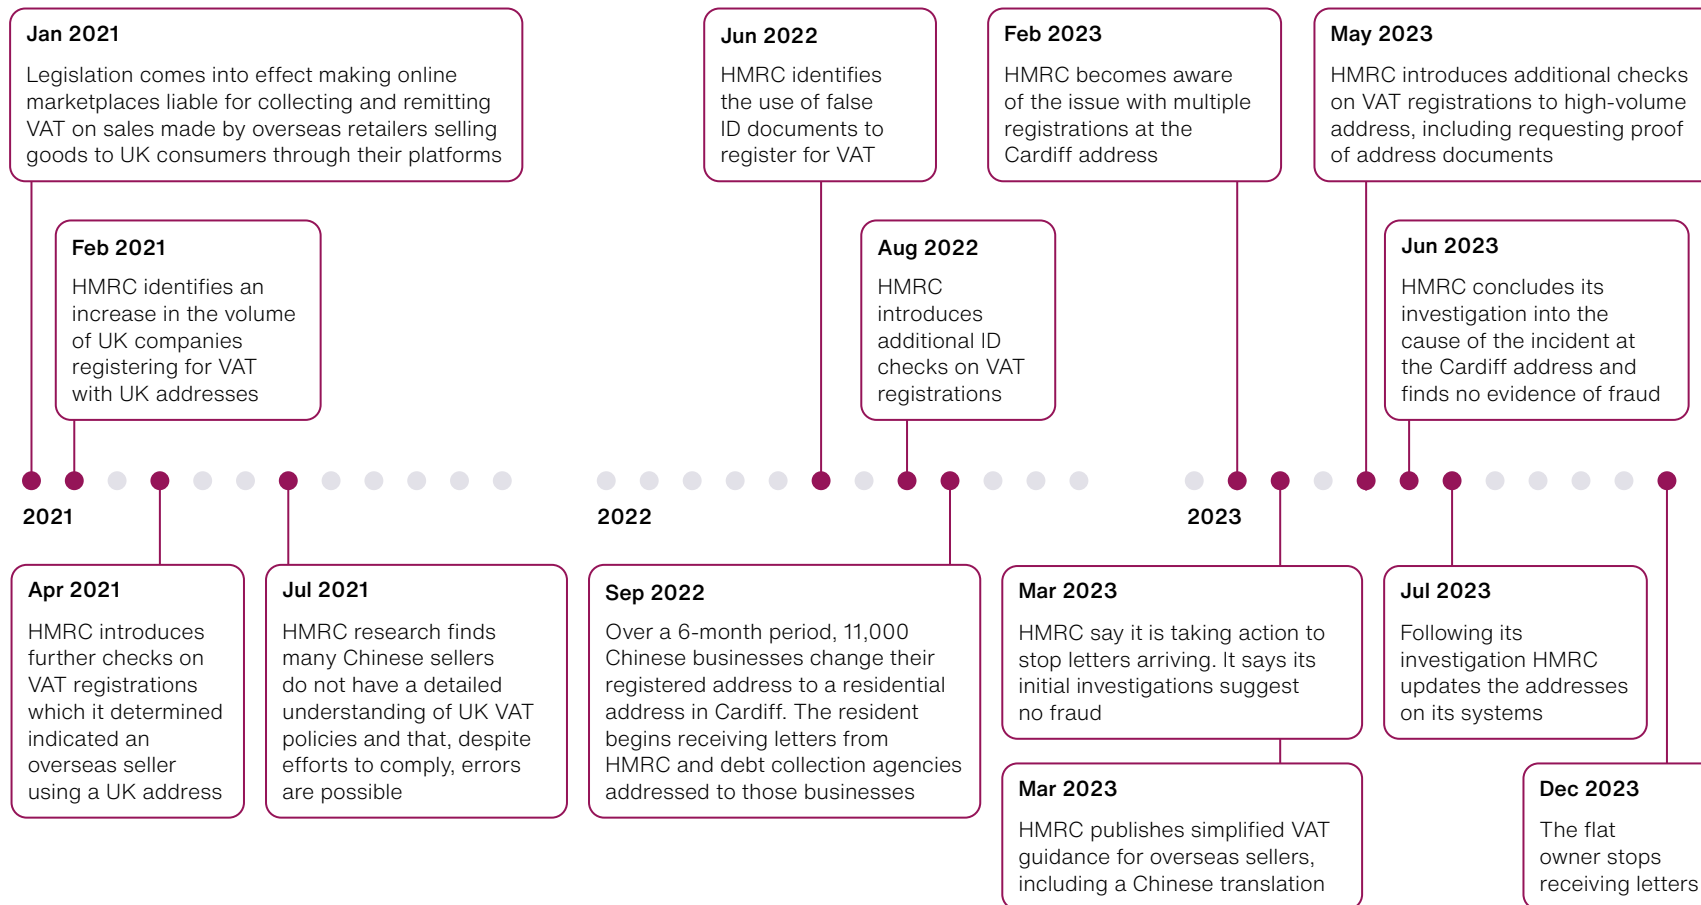 Jan 2021
Legislation comes into effect making online
marketplaces liable for collecting and remitting
VAT on sales made by overseas retailers selling
goods to UK consumers through their platforms
Feb 2021
HMRC identifies an
increase in the volume
of UK companies
registering for VAT
with UK addresses
Jun 2022
HMRC identifies
the use of false
ID documents to
register for VAT
Aug 2022
HMRC
introduces
additional ID
checks on VAT
registrations
Feb 2023
HMRC becomes aware
of the issue with multiple
registrations at the
Cardiff address
May 2023
HMRC introduces additional checks
on VAT registrations to high-volume
address, including requesting proof
of address documents
Jun 2023
HMRC concludes its
investigation into the
cause of the incident at
the Cardiff address and
finds no evidence of fraud
2021
2022
2023
Apr 2021
HMRC introduces
further checks on
VAT registrations
which it determined
indicated an
overseas seller
using a UK address
Jul 2021
HMRC research finds
many Chinese sellers
do not have a detailed
understanding of UK VAT
policies and that, despite
efforts to comply, errors
are possible
Sep 2022
Over a 6-month period, 11,000
Chinese businesses change their
registered address to a residential
address in Cardiff. The resident
begins receiving letters from
HMRC and debt collection agencies
addressed to those businesses
Mar 2023
HMRC say it is taking action to
stop letters arriving. It says its
initial investigations suggest
no fraud
Mar 2023
HMRC publishes simplified VAT
guidance for overseas sellers,
including a Chinese translation
Jul 2023
Following its
investigation HMRC
updates the addresses
on its systems
Dec 2023
The flat
owner stops
receiving letters